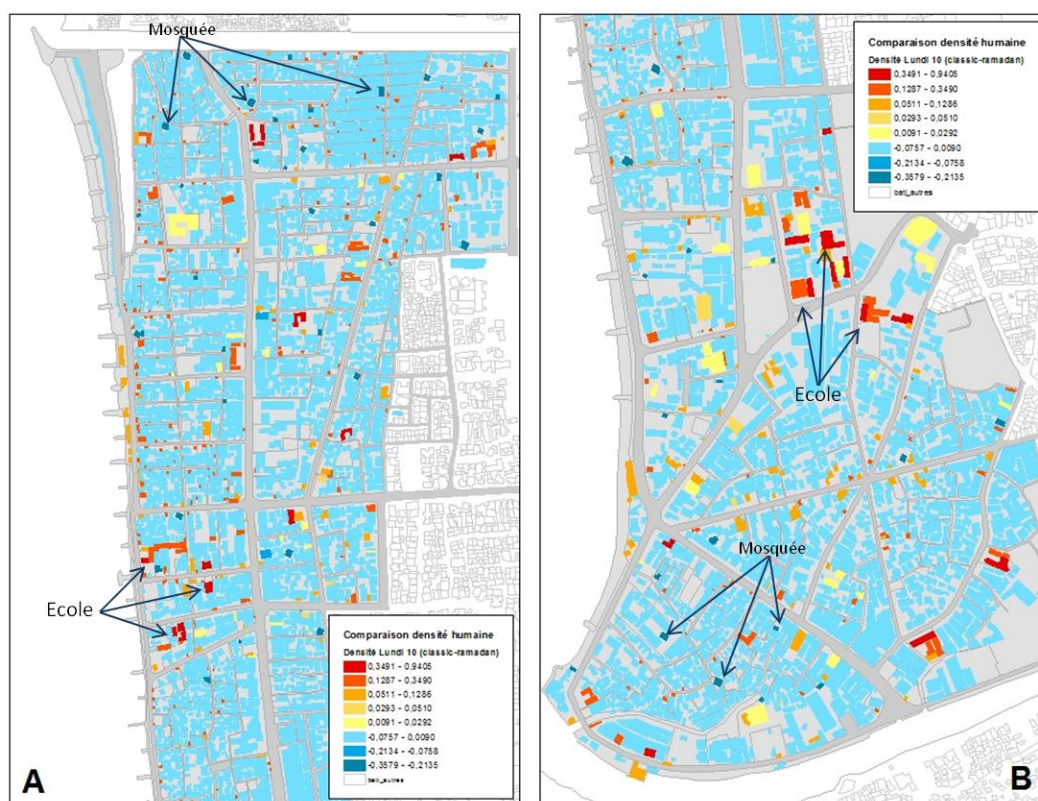 Mosquée
Ecole
Comparaison densité humaine
Densité Lundi 10 (classic-ramadan)
0,3491 - 0,9405
0,1287 - 0,3490
0,0511 - 0,1286
0,0293 - 0,0510
0,0091 - 0,0292
-0,0757 - 0,0090
-0,2134 - -0,0758
-0,3579 - -0,2135
bati_autres
A
Comparaison densité humaine
Densité Lundi 10 (classic-ramadan)
0,3491 - 0,9405
0,1287 - 0,3490
0,0511 - 0,1286
0,0293 - 0,0510
0,0091 - 0,0292
-0,0757 - 0,0090
-0,2134 - -0,0758
-0,3579 - -0,2135
bati_autres
Ecole
Mosquée
B